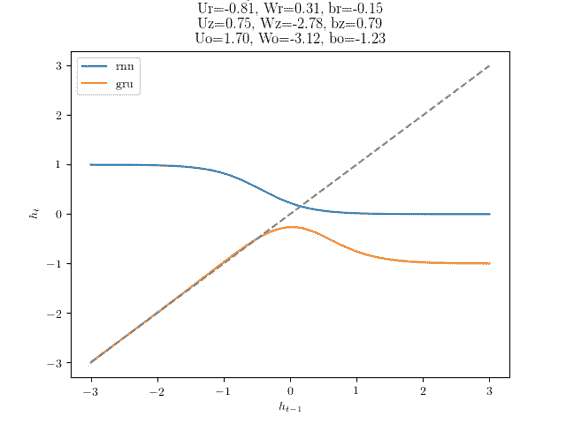 Ur=-0.81, Wr=0.31, br=-0.15
Uz=0.75, Wz=-2.78, bz=0.79
Uo=1.70, Wo=-3.12, bo=-1.23
rnn
gru
3
2
1
0
−1
−2
−3
h_t
−3 −2 −1 0 1 2 3
h_{t−1}